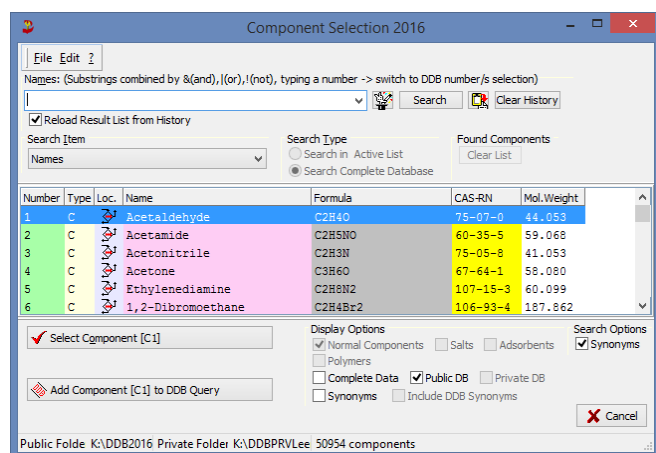 Component Selection 2016
File Edit ?
Names: (Substrings combined by &(and),|(or),!(not), typing a number -> switch to DDB number/s selection)
Search Clear History
Reload Result List from History
Search Item Search Type Found Components
Names Search in Active List Clear List
Search Complete Database
Number Type Loc. Name Formula CAS-RN Mol.Weight
1 C Acetaldehyde C2H4O 75-07-0 44.053
2 C Acetamide C2H5NO 60-35-5 59.068
3 C Acetonitrile C2H3N 75-05-8 41.053
4 C Acetone C3H6O 67-64-1 58.080
5 C Ethylenediamine C2H8N2 107-15-3 60.099
6 C 1,2-Dibromoethane C2H4Br2 106-93-4 187.862
Select Component [C1]
Add Component [C1] to DDB Query
Display Options Search Options
Normal Components Salts Adsorbents Synonyms
Polymers
Complete Data Public DB Private DB
Synonyms Include DDB Synonyms
Cancel
Public Folde K:\DDB2016 Private Folder K:\DDBPRVLee 50954 components